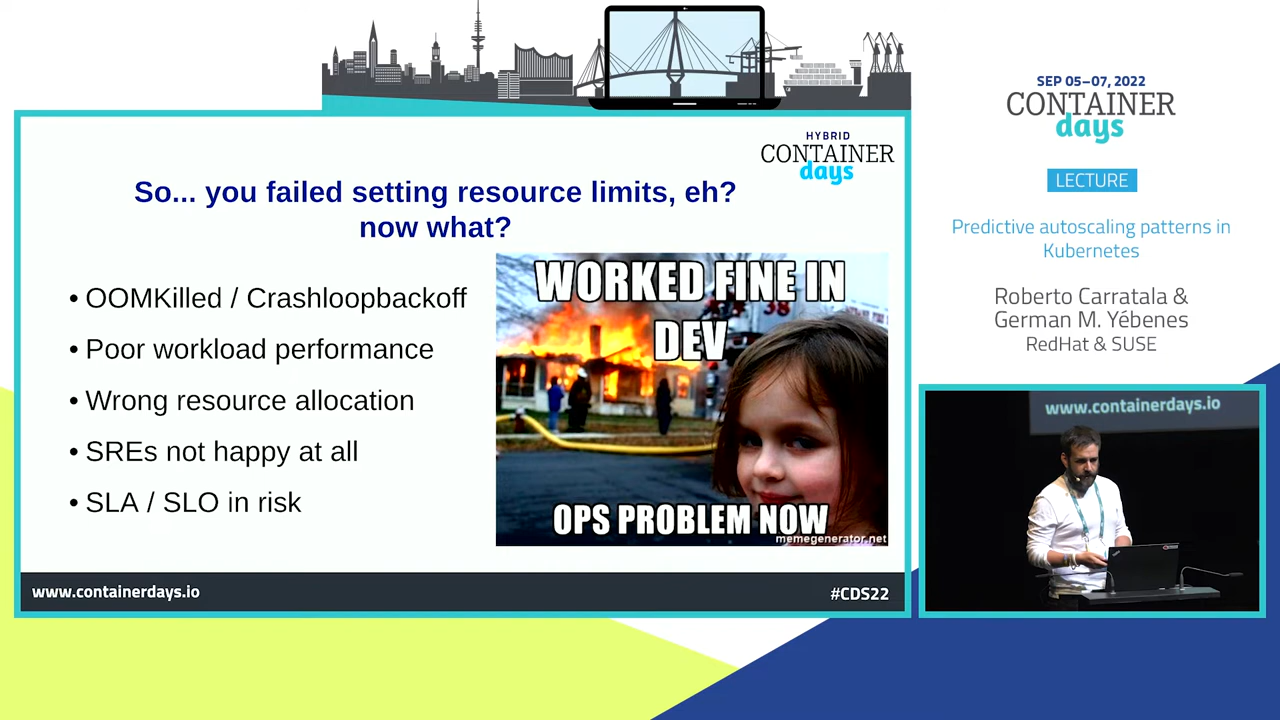 HYBRID
CONTAINER
days
So... you failed setting resource limits, eh?
now what?
• OOMKilled / Crashloopbackoff
• Poor workload performance
• Wrong resource allocation
• SREs not happy at all
• SLA / SLO in risk
WORKED FINE IN
DEV
OPS PROBLEM NOW
memegenerator.net
www.containerdays.io
#CDS22
SEP 05–07, 2022
CONTAINER
days
LECTURE
Predictive autoscaling patterns in
Kubernetes
Roberto Carratala &
German M. Yébenes
RedHat & SUSE
www.containerdays.io